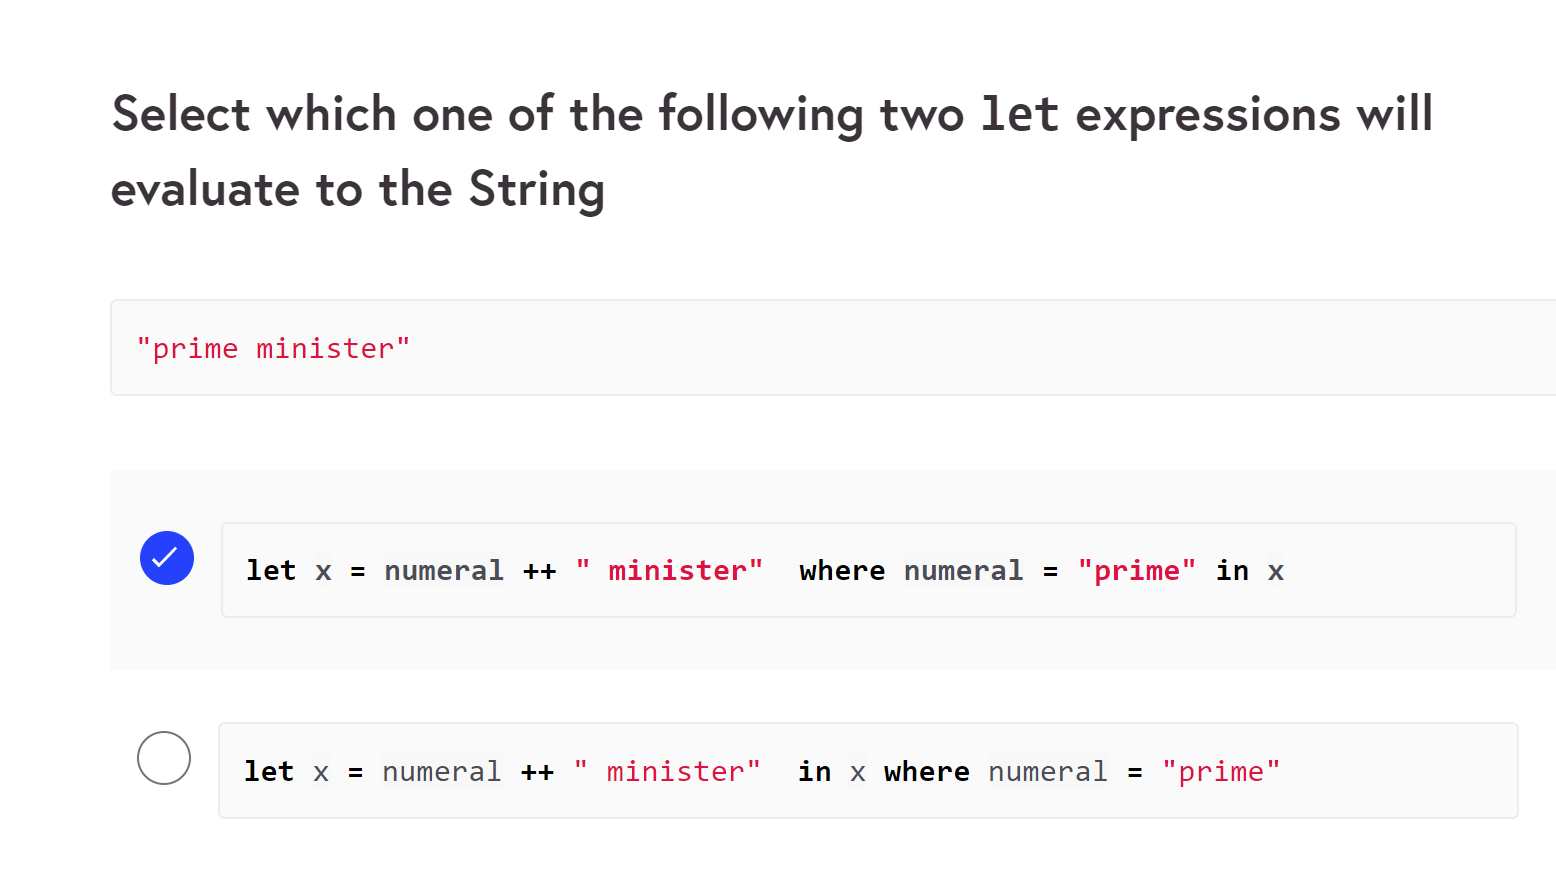 Select which one of the following two let expressions will
evaluate to the String
"prime minister"
let x = numeral ++ " minister"  where numeral = "prime" in x
let x = numeral ++ " minister"  in x where numeral = "prime"